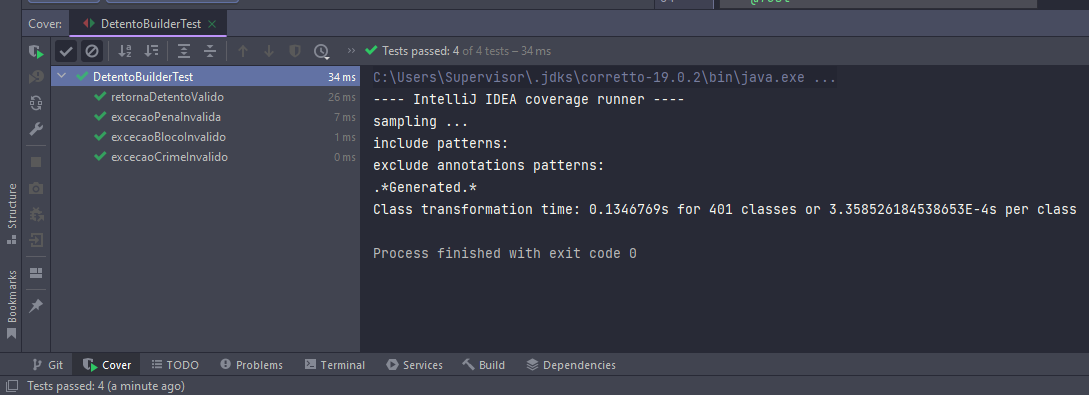 Cover: DetentoBuilderTest
Tests passed: 4 of 4 tests – 34 ms
DetentoBuilderTest 34 ms
retornaDetentoValido 26 ms
excecaoPenaInvalida 7 ms
excecaoBlocoInvalido 1 ms
excecaoCrimeInvalido 0 ms
C:\Users\Supervisor\.jdks\corretto-19.0.2\bin\java.exe ...
---- IntelliJ IDEA coverage runner ----
sampling ...
include patterns:
exclude annotations patterns:
.*Generated.*
Class transformation time: 0.1346769s for 401 classes or 3.358526184538653E-4s per class
Process finished with exit code 0
Structure
Bookmarks
Git Cover TODO Problems Terminal Services Build Dependencies
Tests passed: 4 (a minute ago)